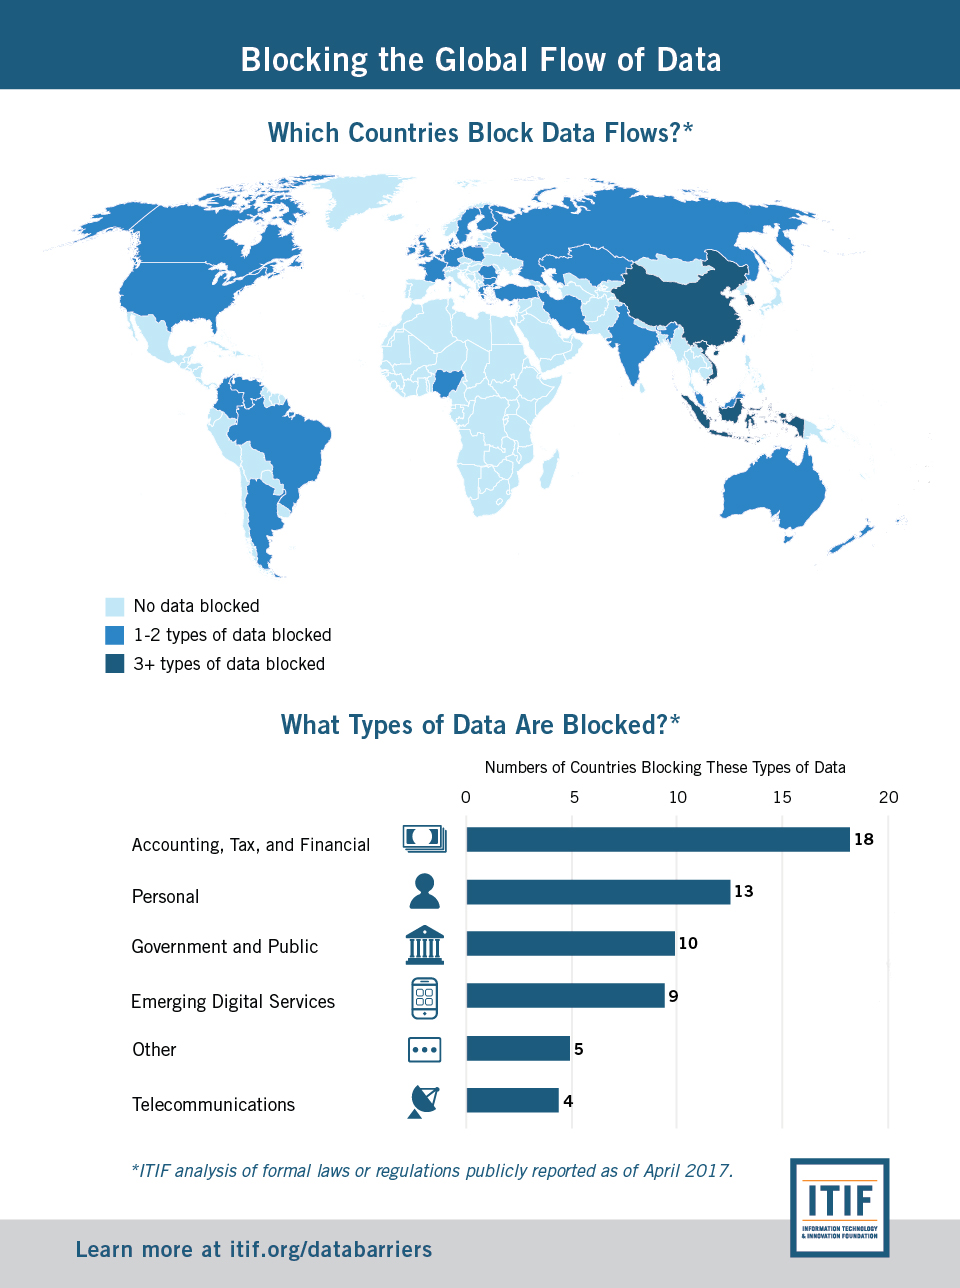 Blocking the Global Flow of Data
Which Countries Block Data Flows?*
No data blocked
1-2 types of data blocked
3+ types of data blocked
What Types of Data Are Blocked?*
Numbers of Countries Blocking These Types of Data
0 5 10 15 20
Accounting, Tax, and Financial 18
Personal 13
Government and Public 10
Emerging Digital Services 9
Other 5
Telecommunications 4
*ITIF analysis of formal laws or regulations publicly reported as of April 2017.
ITIF
INFORMATION TECHNOLOGY
& INNOVATION FOUNDATION
Learn more at itif.org/databarriers